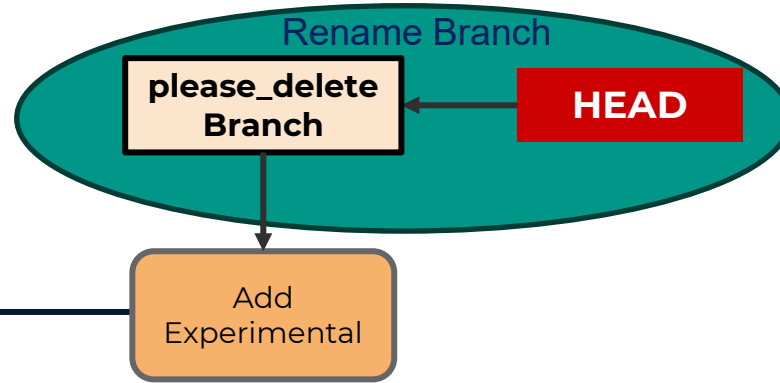 Rename Branch
please_delete
Branch
HEAD
Add
Experimental